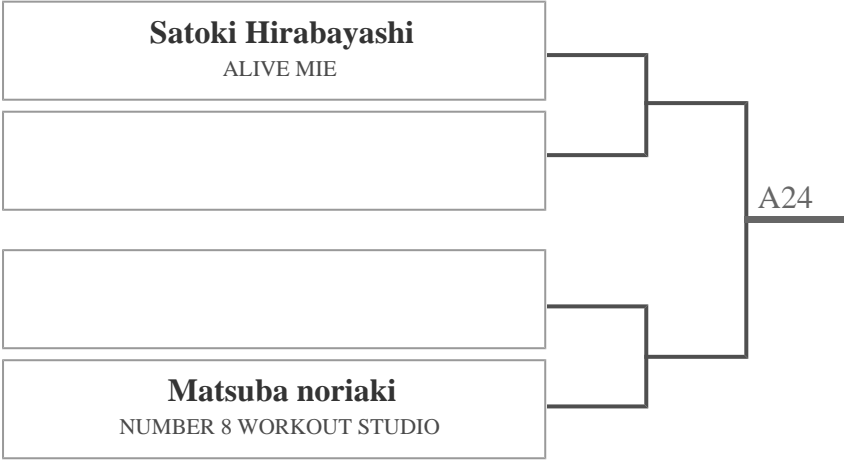 Satoki Hirabayashi
ALIVE MIE
A24
Matsuba noriaki
NUMBER 8 WORKOUT STUDIO